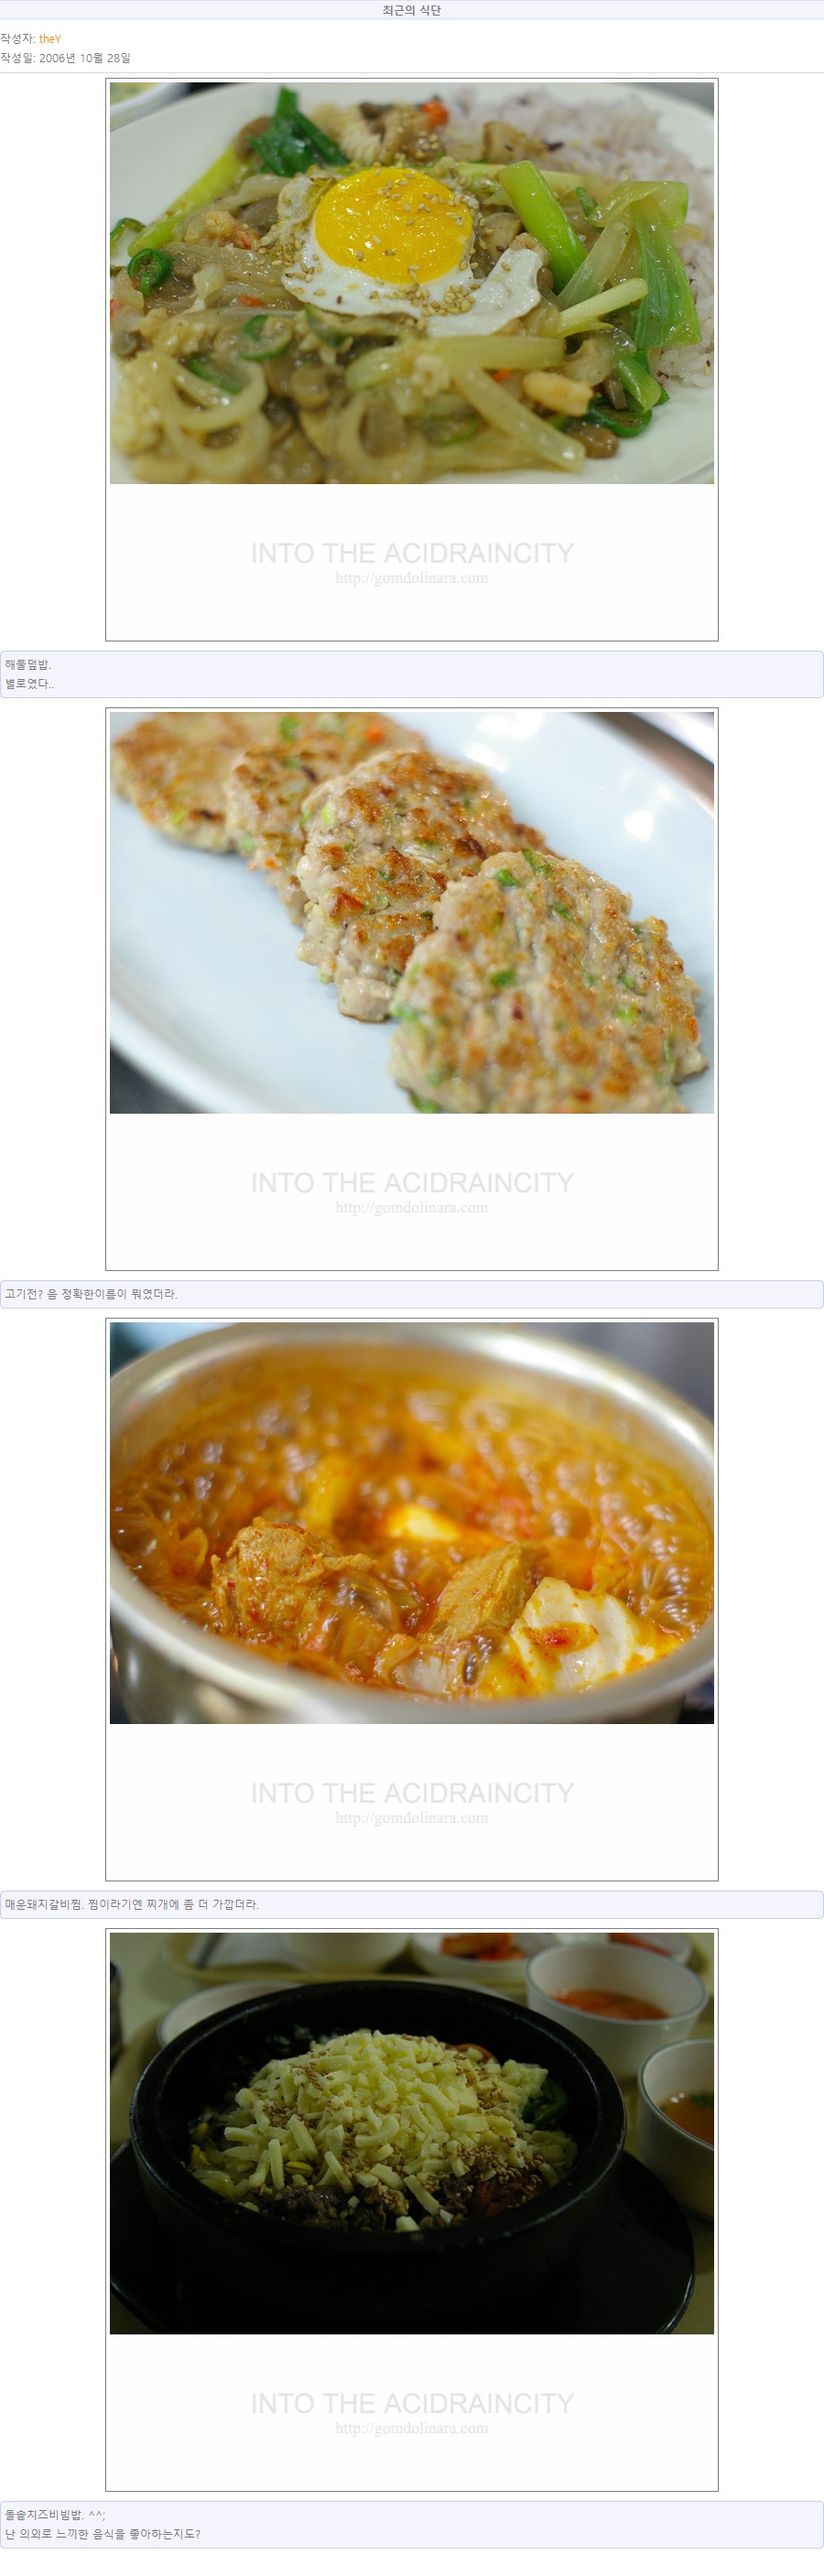 최근의 식단
작성자: theY
작성일: 2006년 10월 28일
INTO THE ACIDRAINCITY
http://gomdolinara.com
해물덮밥.
별로였다..
INTO THE ACIDRAINCITY
http://gomdolinara.com
고기전? 음 정확한이름이 뭐였더라.
INTO THE ACIDRAINCITY
http://gomdolinara.com
매운돼지갈비찜. 찜이라기엔 찌개에 좀 더 가깝더라.
INTO THE ACIDRAINCITY
http://gomdolinara.com
돌솥치즈비빔밥. ^^;
난 의외로 느끼한 음식을 좋아하는지도?